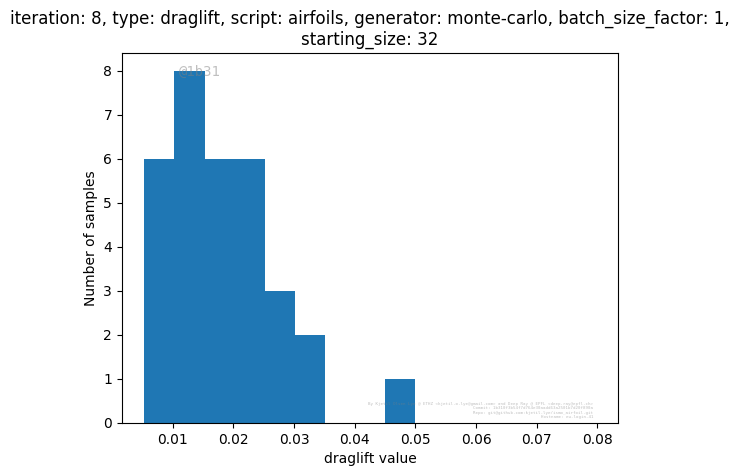 iteration: 8, type: draglift, script: airfoils, generator: monte-carlo, batch_size_factor: 1,
starting_size: 32
@1b31
8
7
6
5
4
3
2
1
0
Number of samples
0.01 0.02 0.03 0.04 0.05 0.06 0.07 0.08
draglift value